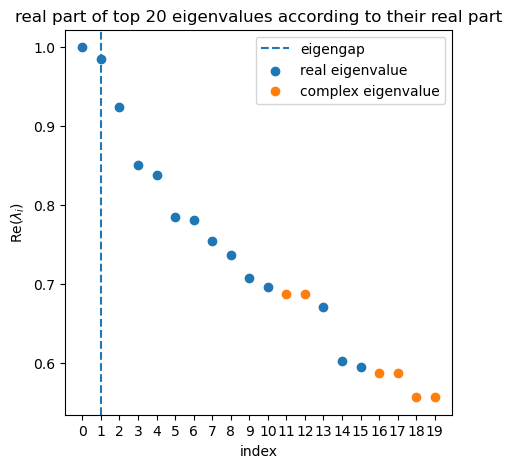 real part of top 20 eigenvalues according to their real part
eigengap
real eigenvalue
complex eigenvalue
1.0
0.9
0.8
0.7
0.6
Re(λᵢ)
0 1 2 3 4 5 6 7 8 9 10 11 12 13 14 15 16 17 18 19
index